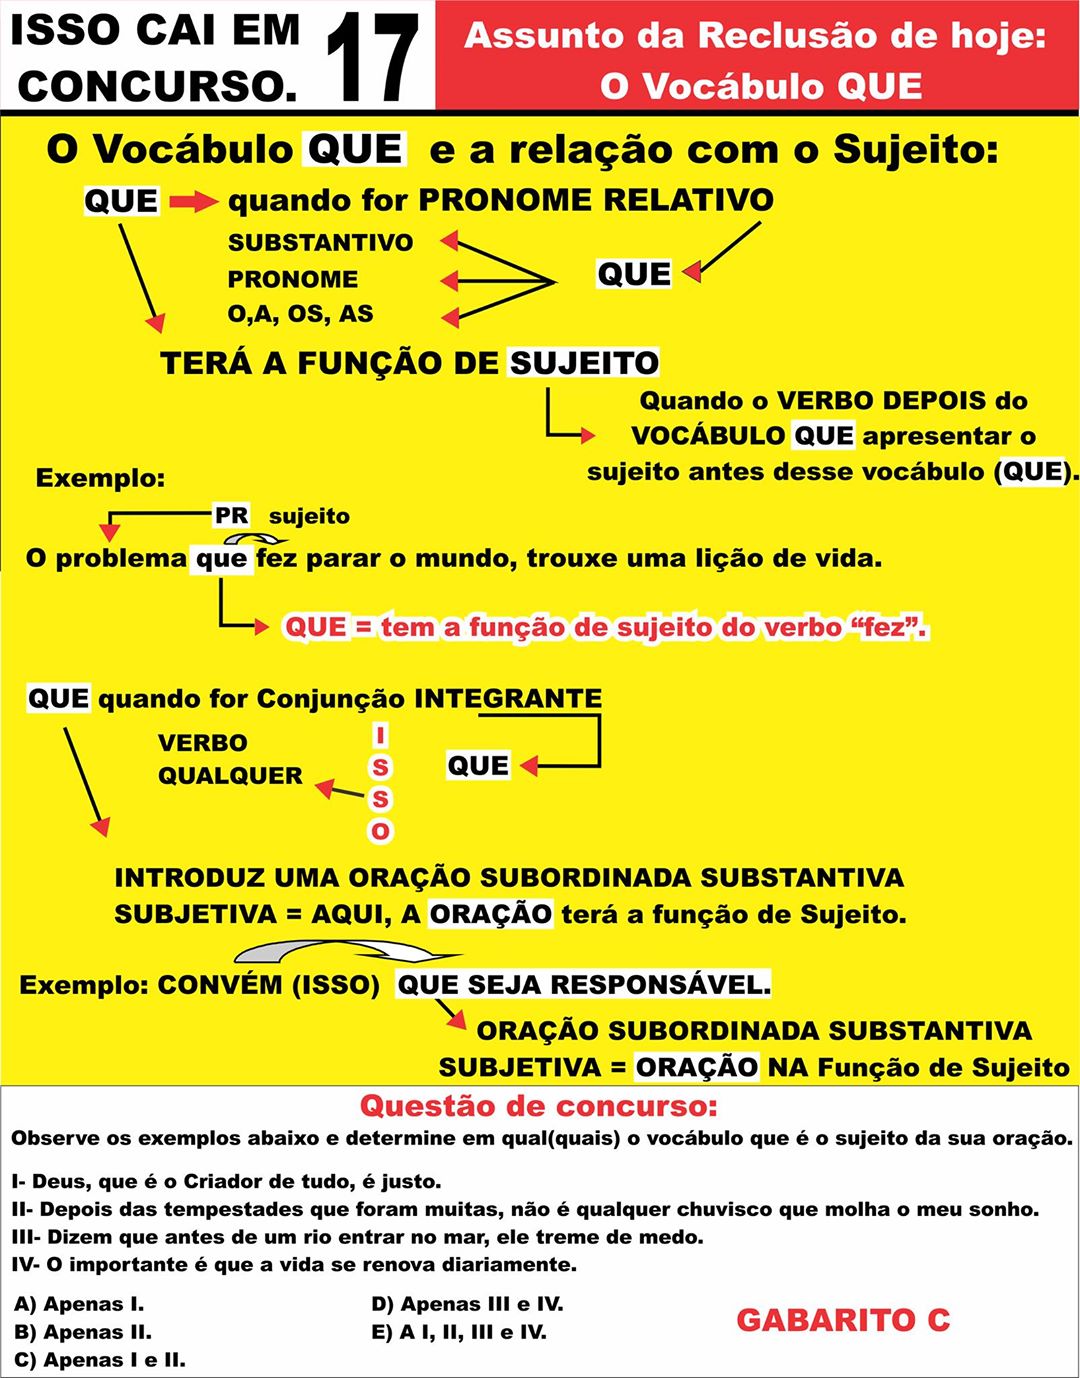 ISSO CAI EM
CONCURSO.
17
Assunto da Reclusão de hoje:
O Vocábulo QUE
O Vocábulo QUE e a relação com o Sujeito:
QUE quando for PRONOME RELATIVO
SUBSTANTIVO
PRONOME
O,A, OS, AS
QUE
TERÁ A FUNÇÃO DE SUJEITO
Quando o VERBO DEPOIS do
VOCÁBULO QUE apresentar o
sujeito antes desse vocábulo (QUE).
Exemplo:
PR sujeito
O problema que fez parar o mundo, trouxe uma lição de vida.
QUE = tem a função de sujeito do verbo “fez”.
QUE quando for Conjunção INTEGRANTE
VERBO
QUALQUER
I
S
S
O
QUE
INTRODUZ UMA ORAÇÃO SUBORDINADA SUBSTANTIVA
SUBJETIVA = AQUI, A ORAÇÃO terá a função de Sujeito.
Exemplo: CONVÉM (ISSO) QUE SEJA RESPONSÁVEL.
ORAÇÃO SUBORDINADA SUBSTANTIVA
SUBJETIVA = ORAÇÃO NA Função de Sujeito
Questão de concurso:
Observe os exemplos abaixo e determine em qual(quais) o vocábulo que é o sujeito da sua oração.
I- Deus, que é o Criador de tudo, é justo.
II- Depois das tempestades que foram muitas, não é qualquer chuvisco que molha o meu sonho.
III- Dizem que antes de um rio entrar no mar, ele treme de medo.
IV- O importante é que a vida se renova diariamente.
A) Apenas I.
B) Apenas II.
C) Apenas I e II.
D) Apenas III e IV.
E) A I, II, III e IV.
GABARITO C